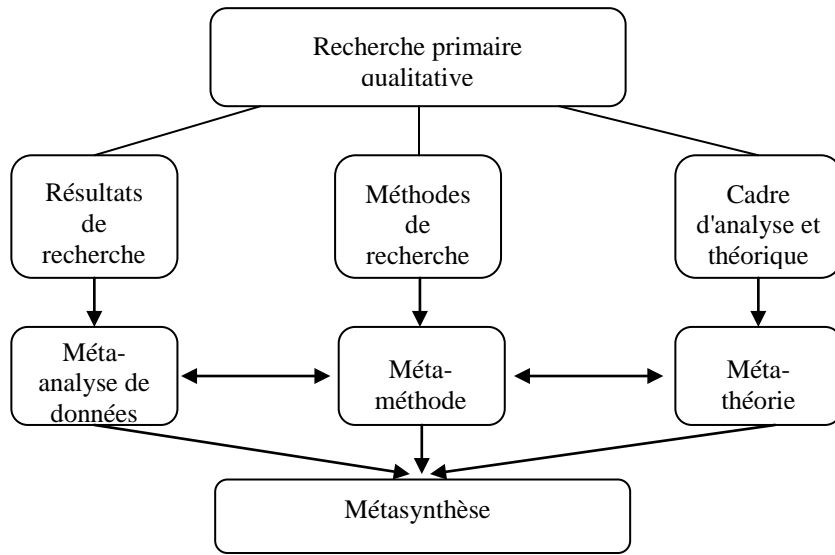 Recherche primaire
qualitative
Résultats
de
recherche
Méthodes
de
recherche
Cadre
d'analyse et
théorique
Méta-
analyse de
données
Méta-
méthode
Méta-
théorie
Métasynthèse